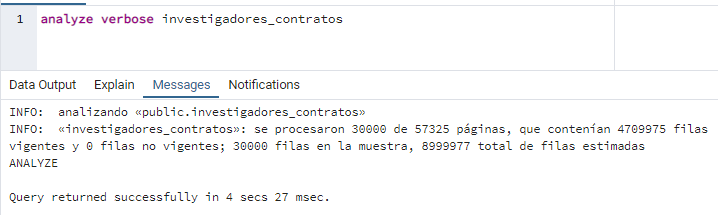 1 analyze verbose investigadores_contratos
Data Output Explain Messages Notifications
INFO:  analizando «public.investigadores_contratos»
INFO:  «investigadores_contratos»: se procesaron 30000 de 57325 páginas, que contenían 4709975 filas
vigentes y 0 filas no vigentes; 30000 filas en la muestra, 8999977 total de filas estimadas
ANALYZE
Query returned successfully in 4 secs 27 msec.